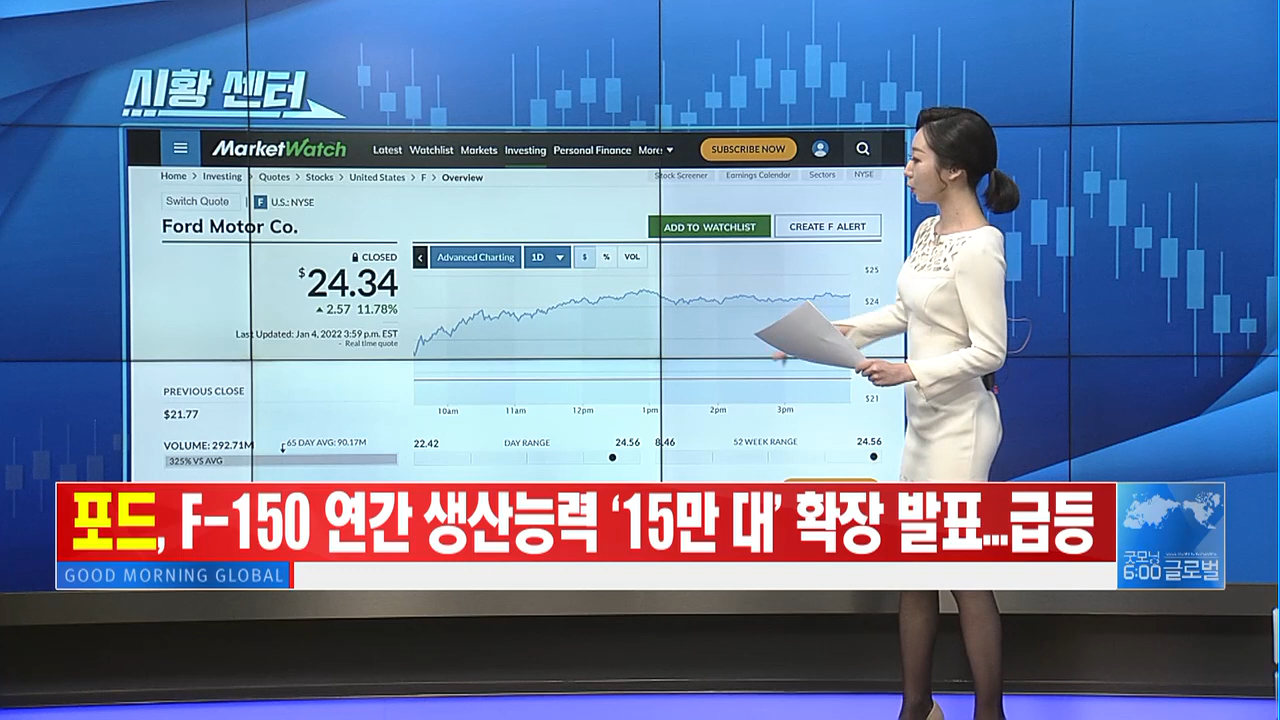 시황 센터
MarketWatch Latest Watchlist Markets Investing Personal Finance More SUBSCRIBE NOW
Home > Investing > Quotes > Stocks > United States > F > Overview Stock Screener Earnings Calendar Sectors NYSE
Switch Quote | F U.S.: NYSE
Ford Motor Co.
ADD TO WATCHLIST CREATE F ALERT
CLOSED
$24.34
2.57 11.78%
Last Updated: Jan 4, 2022 3:59 p.m. EST
- Real time quote
Advanced Charting 1D $ % VOL
$25
$24
$21
10am 11am 12pm 1pm 2pm 3pm
PREVIOUS CLOSE
$21.77
VOLUME: 292.71M 65 DAY AVG: 90.17M
325% VS AVG
22.42 DAY RANGE 24.56 8.46 52 WEEK RANGE 24.56
포드, F-150 연간 생산능력 ‘15만 대’ 확장 발표...급등
GOOD MORNING GLOBAL
굿모닝
6:00 글로벌